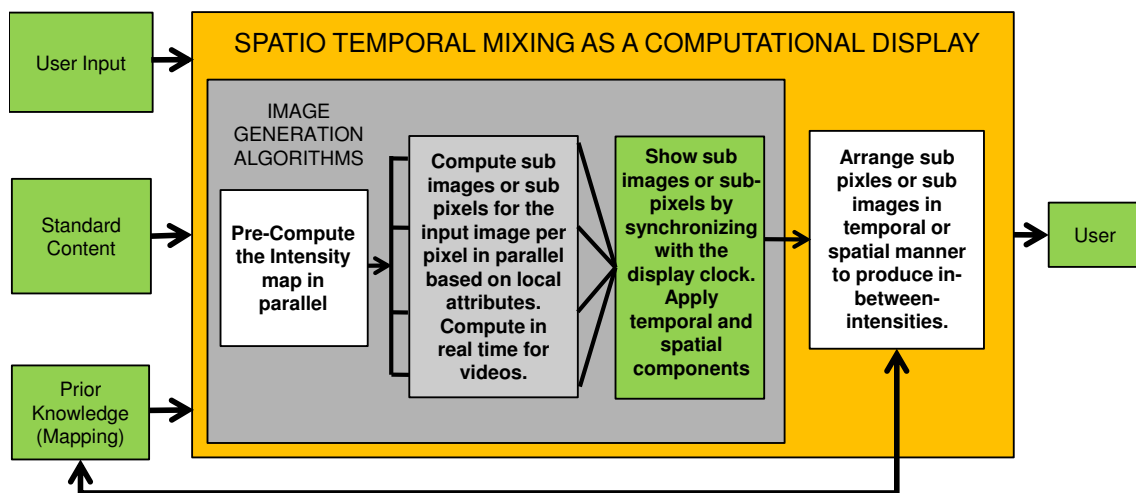 SPATIO TEMPORAL MIXING AS A COMPUTATIONAL DISPLAY
User Input
Standard
Content
Prior
Knowledge
(Mapping)
IMAGE
GENERATION
ALGORITHMS
Pre-Compute
the Intensity
map in
parallel
Compute sub
images or sub
pixels for the
input image per
pixel in parallel
based on local
attributes.
Compute in
real time for
videos.
Show sub
images or sub-
pixels by
synchronizing
with the
display clock.
Apply
temporal and
spatial
components
Arrange sub
pixles or sub
images in
temporal or
spatial manner
to produce in-
between-
intensities.
User